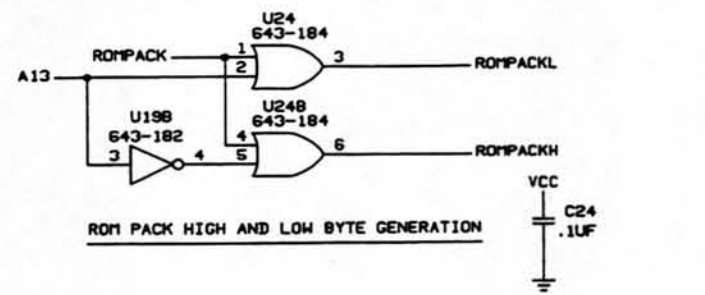 U24
643-184
ROMPACK
1
3
ROMPACKL
A13
2
U19B
643-182
U24B
643-184
4
6
ROMPACKH
3
4
5
VCC
C24
.1UF
ROM PACK HIGH AND LOW BYTE GENERATION